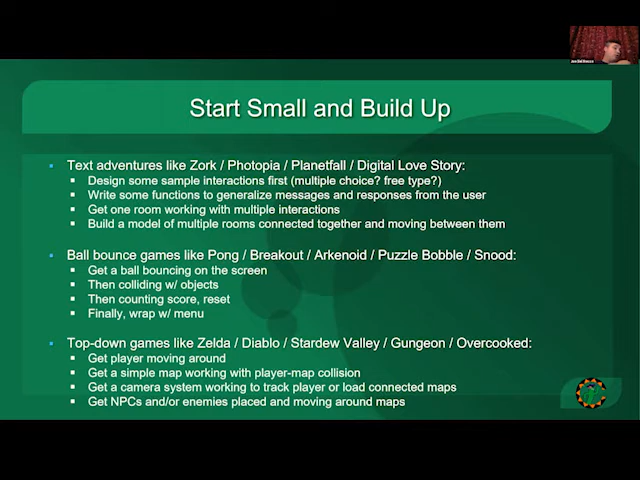 Start Small and Build Up
Text adventures like Zork / Photopia / Planetfall / Digital Love Story:
Design some sample interactions first (multiple choice? free type?)
Write some functions to generalize messages and responses from the user
Get one room working with multiple interactions
Build a model of multiple rooms connected together and moving between them
Ball bounce games like Pong / Breakout / Arkenoid / Puzzle Bobble / Snood:
Get a ball bouncing on the screen
Then colliding w/ objects
Then counting score, reset
Finally, wrap w/ menu
Top-down games like Zelda / Diablo / Stardew Valley / Gungeon / Overcooked:
Get player moving around
Get a simple map working with player-map collision
Get a camera system working to track player or load connected maps
Get NPCs and/or enemies placed and moving around maps